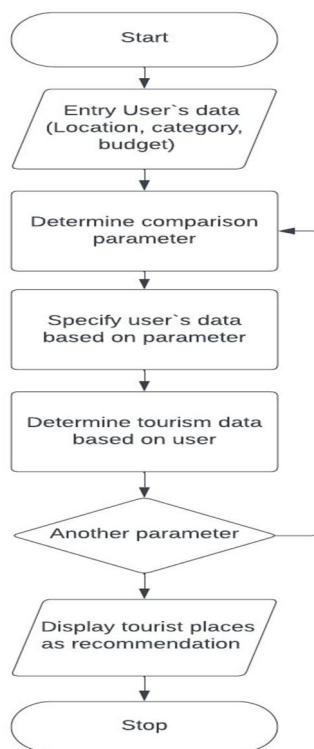 Start
Entry User`s data
(Location, category,
budget)
Determine comparison
parameter
Specify user`s data
based on parameter
Determine tourism data
based on user
Another parameter
Display tourist places
as recommendation
Stop